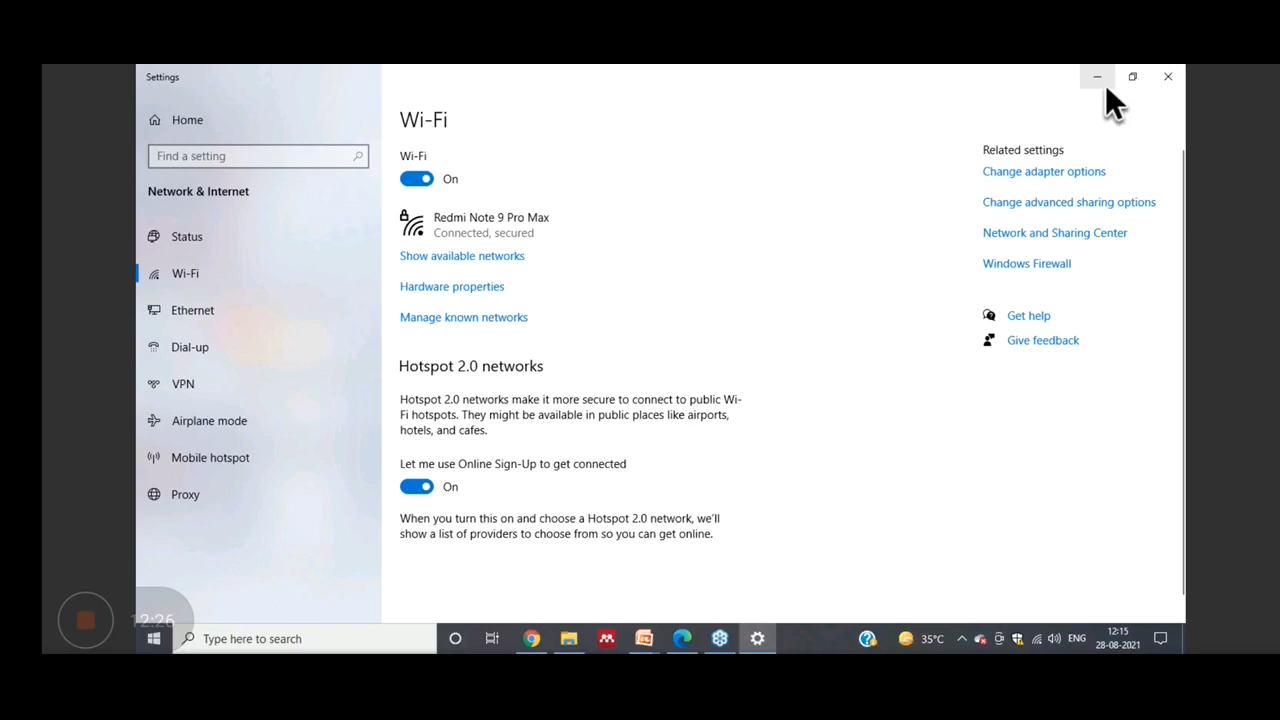 Settings
Home
Find a setting
Network & Internet
Status
Wi-Fi
Ethernet
Dial-up
VPN
Airplane mode
Mobile hotspot
Proxy
Wi-Fi
Wi-Fi
On
Redmi Note 9 Pro Max
Connected, secured
Show available networks
Hardware properties
Manage known networks
Hotspot 2.0 networks
Hotspot 2.0 networks make it more secure to connect to public Wi-
Fi hotspots. They might be available in public places like airports,
hotels, and cafes.
Let me use Online Sign-Up to get connected
On
When you turn this on and choose a Hotspot 2.0 network, we'll
show a list of providers to choose from so you can get online.
Related settings
Change adapter options
Change advanced sharing options
Network and Sharing Center
Windows Firewall
Get help
Give feedback
12:26
Type here to search
35°C
ENG
12:15
28-08-2021